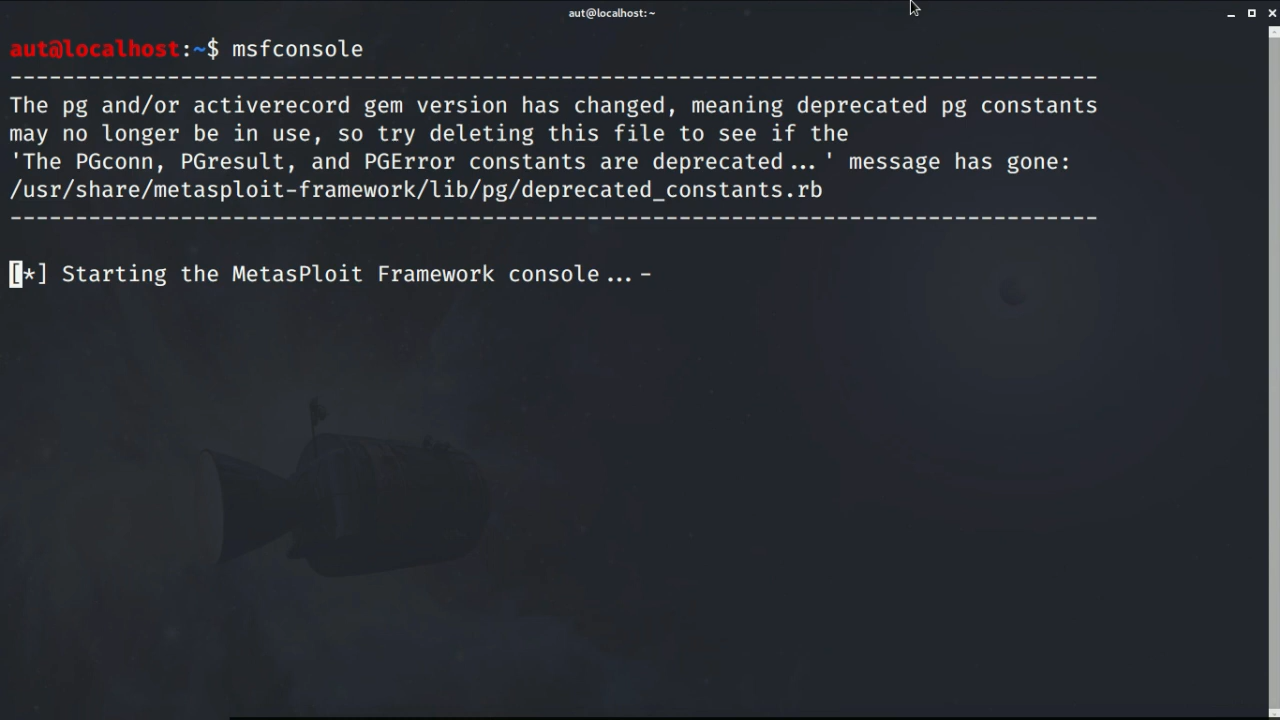 aut@localhost: ~
aut@localhost:~$ msfconsole
-----------------------------------------------------------------------------------
The pg and/or activerecord gem version has changed, meaning deprecated pg constants
may no longer be in use, so try deleting this file to see if the
'The PGconn, PGresult, and PGError constants are deprecated...' message has gone:
/usr/share/metasploit-framework/lib/pg/deprecated_constants.rb
-----------------------------------------------------------------------------------
[*] Starting the MetasPloit Framework console...-